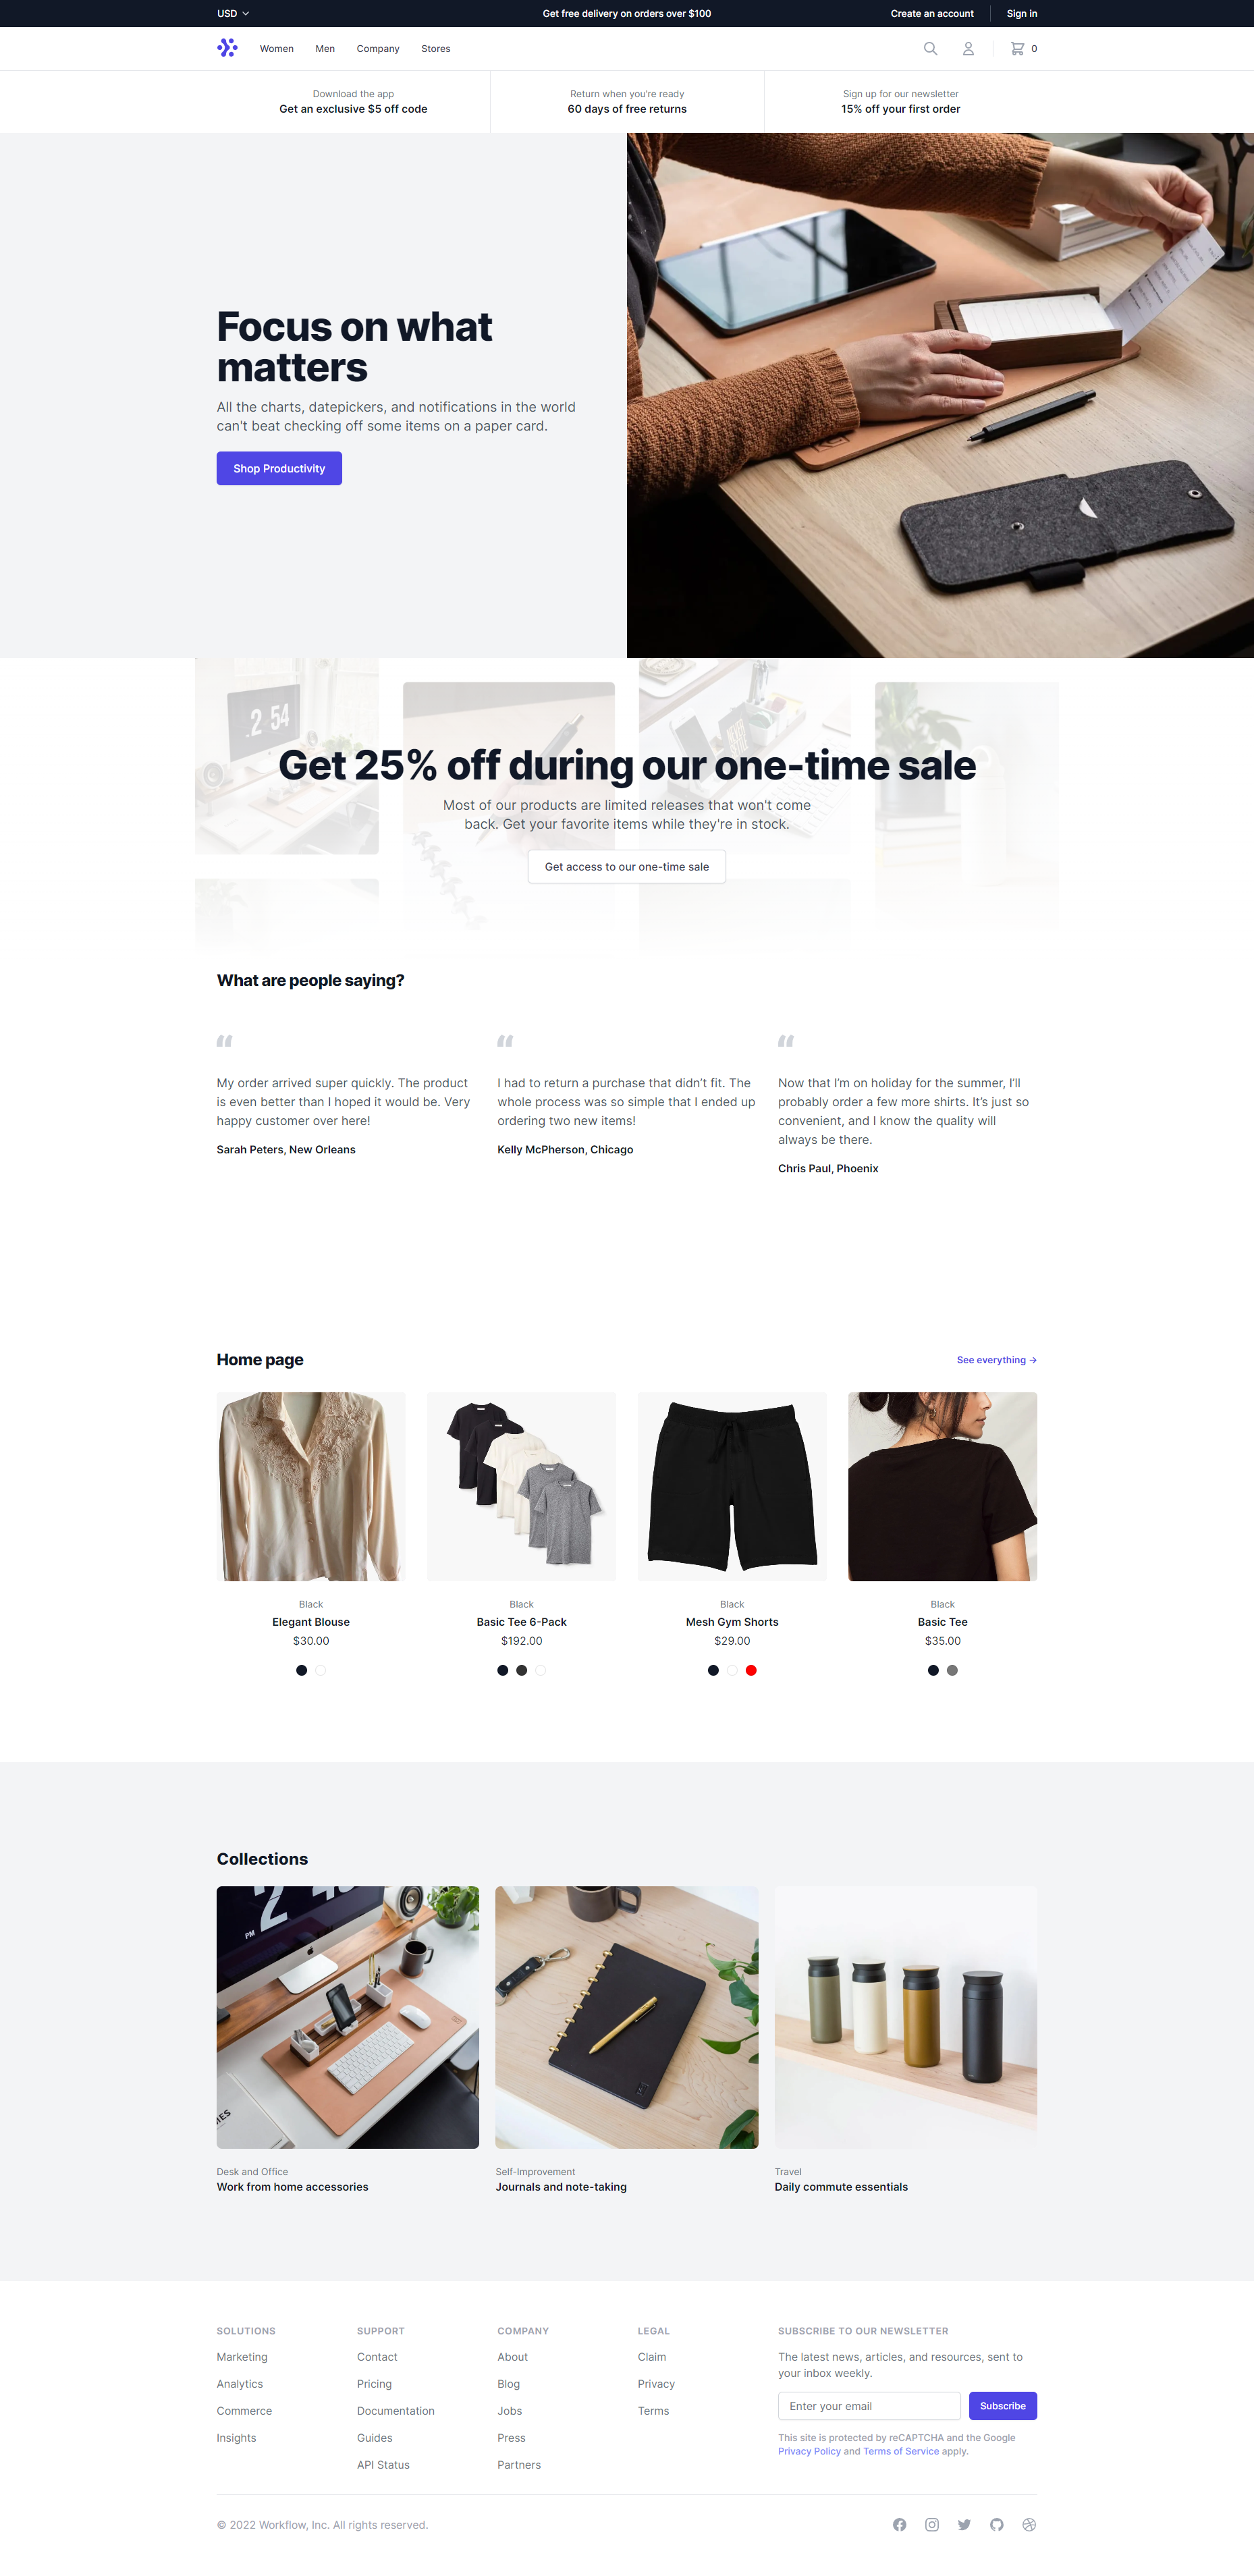 USD
Get free delivery on orders over $100
Create an account
Sign in
Women
Men
Company
Stores
0
Download the app
Get an exclusive $5 off code
Return when you're ready
60 days of free returns
Sign up for our newsletter
15% off your first order
Focus on what
matters
All the charts, datepickers, and notifications in the world
can't beat checking off some items on a paper card.
Shop Productivity
2 54
Get 25% off during our one-time sale
Most of our products are limited releases that won't come
back. Get your favorite items while they're in stock.
Get access to our one-time sale
What are people saying?
“
My order arrived super quickly. The product
is even better than I hoped it would be. Very
happy customer over here!
Sarah Peters, New Orleans
“
I had to return a purchase that didn’t fit. The
whole process was so simple that I ended up
ordering two new items!
Kelly McPherson, Chicago
“
Now that I’m on holiday for the summer, I’ll
probably order a few more shirts. It’s just so
convenient, and I know the quality will
always be there.
Chris Paul, Phoenix
Home page
See everything →
Black
Elegant Blouse
$30.00
Black
Basic Tee 6-Pack
$192.00
Black
Mesh Gym Shorts
$29.00
Black
Basic Tee
$35.00
Collections
PM
2
Desk and Office
Work from home accessories
Self-Improvement
Journals and note-taking
Travel
Daily commute essentials
SOLUTIONS
Marketing
Analytics
Commerce
Insights
SUPPORT
Contact
Pricing
Documentation
Guides
API Status
COMPANY
About
Blog
Jobs
Press
Partners
LEGAL
Claim
Privacy
Terms
SUBSCRIBE TO OUR NEWSLETTER
The latest news, articles, and resources, sent to
your inbox weekly.
Enter your email
Subscribe
This site is protected by reCAPTCHA and the Google
Privacy Policy and Terms of Service apply.
© 2022 Workflow, Inc. All rights reserved.